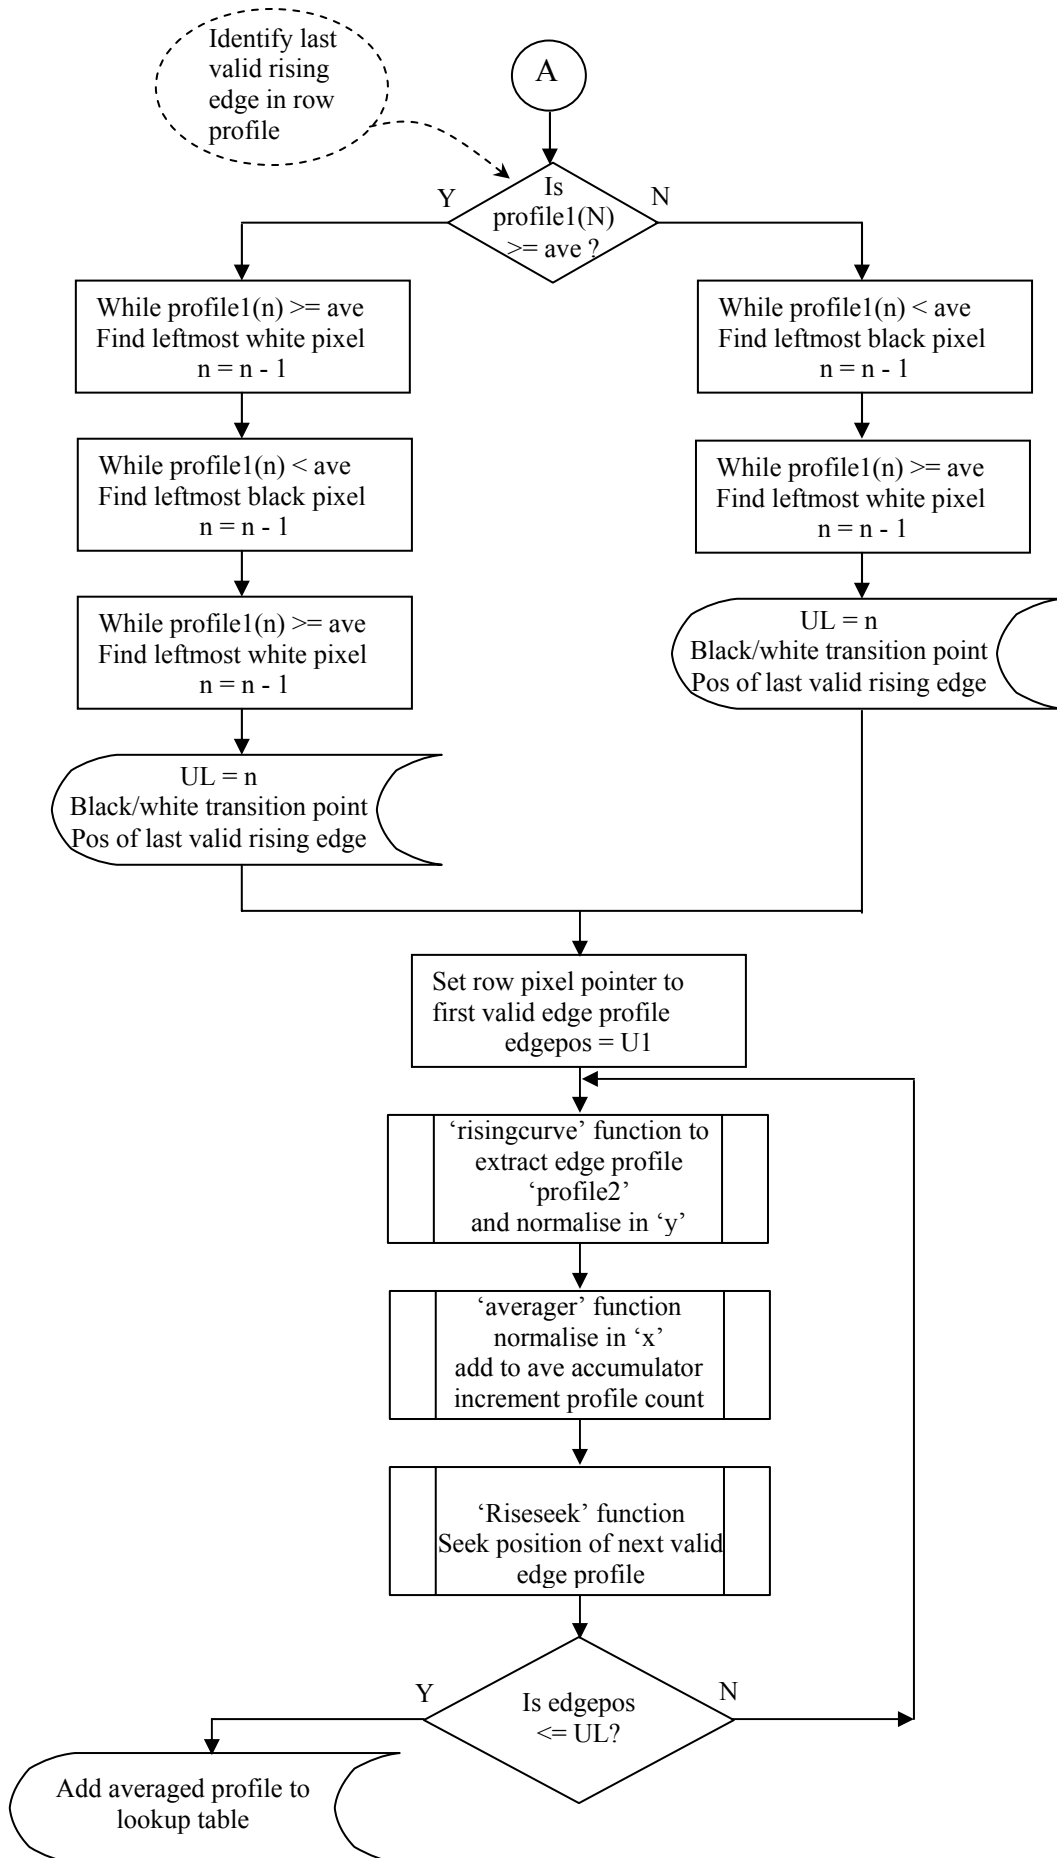 Identify last
valid rising
edge in row
profile
A
Is
profile1(N)
>= ave ?
Y
N
While profile1(n) >= ave
Find leftmost white pixel
n = n - 1
While profile1(n) < ave
Find leftmost black pixel
n = n - 1
While profile1(n) >= ave
Find leftmost white pixel
n = n - 1
UL = n
Black/white transition point
Pos of last valid rising edge
While profile1(n) < ave
Find leftmost black pixel
n = n - 1
While profile1(n) >= ave
Find leftmost white pixel
n = n - 1
UL = n
Black/white transition point
Pos of last valid rising edge
Set row pixel pointer to
first valid edge profile
edgepos = U1
‘risingcurve’ function to
extract edge profile
‘profile2’
and normalise in ‘y’
‘averager’ function
normalise in ‘x’
add to ave accumulator
increment profile count
‘Riseseek’ function
Seek position of next valid
edge profile
Is edgepos
<= UL?
Y
N
Add averaged profile to
lookup table